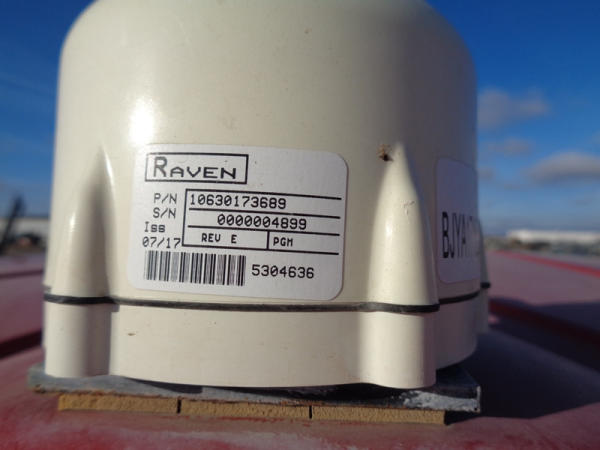 RAVEN
P/N 10630173689
S/N 0000004899
Iss
07/17 REV E PGM
5304636